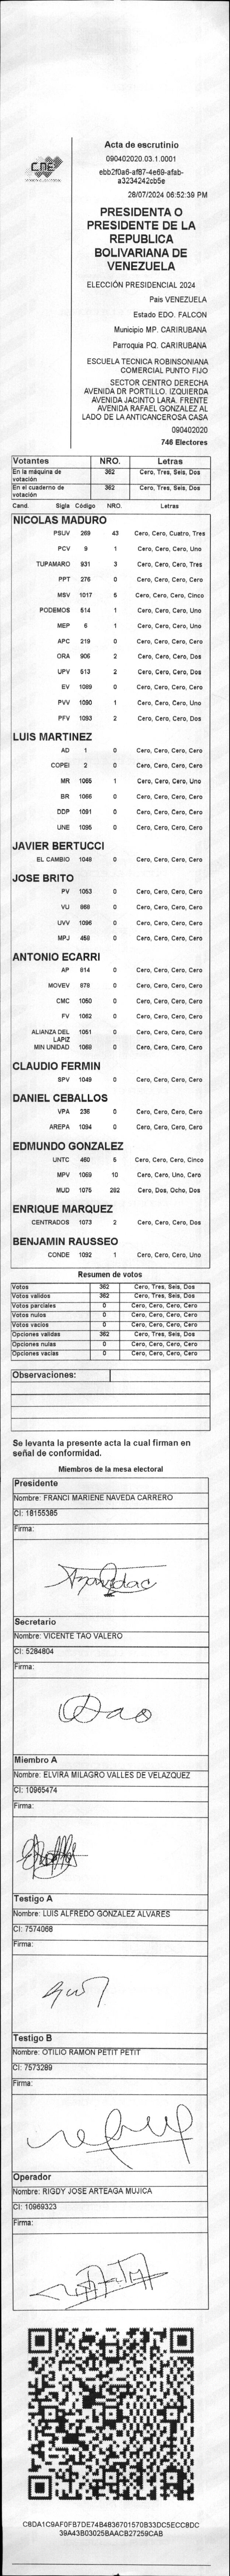 CNE
Acta de escrutinio
090402020.03.1.0001
ebb2f0a6-af87-4e69-afab-
a3234242cb5e
28/07/2024 06:52:39 PM
PRESIDENTA O
PRESIDENTE DE LA
REPUBLICA
BOLIVARIANA DE
VENEZUELA
ELECCIÓN PRESIDENCIAL 2024
Pais VENEZUELA
Estado EDO. FALCON
Municipio MP. CARIRUBANA
Parroquia PQ. CARIRUBANA
ESCUELA TECNICA ROBINSONIANA
COMERCIAL PUNTO FIJO
SECTOR CENTRO DERECHA
AVENIDA DR PORTILLO. IZQUIERDA
AVENIDA JACINTO LARA. FRENTE
AVENIDA RAFAEL GONZALEZ AL
LADO DE LA ANTICANCEROSA CASA
090402020
746 Electores
Votantes NRO. Letras
En la máquina de votación 362 Cero, Tres, Seis, Dos
En el cuaderno de votación 362 Cero, Tres, Seis, Dos
Cand. Sigla Código NRO. Letras
NICOLAS MADURO
PSUV 269 43 Cero, Cero, Cuatro, Tres
PCV 9 1 Cero, Cero, Cero, Uno
TUPAMARO 931 3 Cero, Cero, Cero, Tres
PPT 276 0 Cero, Cero, Cero, Cero
MSV 1017 5 Cero, Cero, Cero, Cinco
PODEMOS 514 1 Cero, Cero, Cero, Uno
MEP 6 1 Cero, Cero, Cero, Uno
APC 219 0 Cero, Cero, Cero, Cero
ORA 906 2 Cero, Cero, Cero, Dos
UPV 513 2 Cero, Cero, Cero, Dos
EV 1089 0 Cero, Cero, Cero, Cero
PVV 1090 1 Cero, Cero, Cero, Uno
PFV 1093 2 Cero, Cero, Cero, Dos
LUIS MARTINEZ
AD 1 0 Cero, Cero, Cero, Cero
COPEI 2 0 Cero, Cero, Cero, Cero
MR 1065 1 Cero, Cero, Cero, Uno
BR 1066 0 Cero, Cero, Cero, Cero
DDP 1091 0 Cero, Cero, Cero, Cero
UNE 1095 0 Cero, Cero, Cero, Cero
JAVIER BERTUCCI
EL CAMBIO 1048 0 Cero, Cero, Cero, Cero
JOSE BRITO
PV 1053 0 Cero, Cero, Cero, Cero
VU 868 0 Cero, Cero, Cero, Cero
UVV 1096 0 Cero, Cero, Cero, Cero
MPJ 458 0 Cero, Cero, Cero, Cero
ANTONIO ECARRI
AP 814 0 Cero, Cero, Cero, Cero
MOVEV 878 0 Cero, Cero, Cero, Cero
CMC 1050 0 Cero, Cero, Cero, Cero
FV 1062 0 Cero, Cero, Cero, Cero
ALIANZA DEL LAPIZ 1051 0 Cero, Cero, Cero, Cero
MIN UNIDAD 1068 0 Cero, Cero, Cero, Cero
CLAUDIO FERMIN
SPV 1049 0 Cero, Cero, Cero, Cero
DANIEL CEBALLOS
VPA 236 0 Cero, Cero, Cero, Cero
AREPA 1094 0 Cero, Cero, Cero, Cero
EDMUNDO GONZALEZ
UNTC 460 5 Cero, Cero, Cero, Cinco
MPV 1069 10 Cero, Cero, Uno, Cero
MUD 1075 282 Cero, Dos, Ocho, Dos
ENRIQUE MARQUEZ
CENTRADOS 1073 2 Cero, Cero, Cero, Dos
BENJAMIN RAUSSEO
CONDE 1092 1 Cero, Cero, Cero, Uno
Resumen de votos
Votos 362 Cero, Tres, Seis, Dos
Votos validos 362 Cero, Tres, Seis, Dos
Votos parciales 0 Cero, Cero, Cero, Cero
Votos nulos 0 Cero, Cero, Cero, Cero
Votos vacios 0 Cero, Cero, Cero, Cero
Opciones validas 362 Cero, Tres, Seis, Dos
Opciones nulas 0 Cero, Cero, Cero, Cero
Opciones vacias 0 Cero, Cero, Cero, Cero
Observaciones:
Se levanta la presente acta la cual firman en
señal de conformidad.
Miembros de la mesa electoral
Presidente
Nombre: FRANCI MARIENE NAVEDA CARRERO
CI: 18155385
Firma:
Secretario
Nombre: VICENTE TAO VALERO
CI: 5284804
Firma:
Miembro A
Nombre: ELVIRA MILAGRO VALLES DE VELAZQUEZ
CI: 10965474
Firma:
Testigo A
Nombre: LUIS ALFREDO GONZALEZ ALVARES
CI: 7574068
Firma:
Testigo B
Nombre: OTILIO RAMON PETIT PETIT
CI: 7573289
Firma:
Operador
Nombre: RIGDY JOSE ARTEAGA MUJICA
CI: 10969323
Firma:
C8DA1C9AF0FB7DE74B4836701570B33DC5ECC8DC
39A43B03025BAACB27259CAB